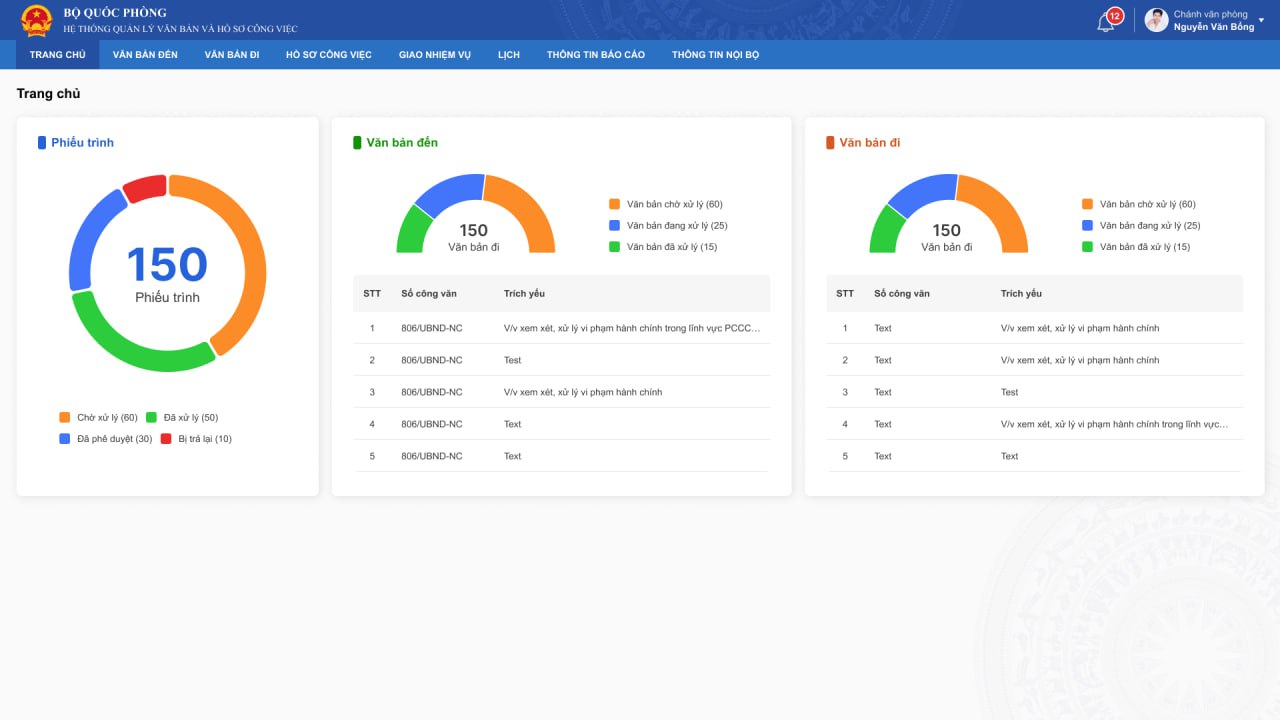 BỘ QUỐC PHÒNG
HỆ THỐNG QUẢN LÝ VĂN BẢN VÀ HỒ SƠ CÔNG VIỆC
12
Chánh văn phòng
Nguyễn Văn Bổng
TRANG CHỦ VĂN BẢN ĐẾN VĂN BẢN ĐI HỒ SƠ CÔNG VIỆC GIAO NHIỆM VỤ LỊCH THÔNG TIN BÁO CÁO THÔNG TIN NỘI BỘ
Trang chủ
Phiếu trình
150
Phiếu trình
Chờ xử lý (60) Đã xử lý (50)
Đã phê duyệt (30) Bị trả lại (10)
Văn bản đến
150
Văn bản đi
Văn bản chờ xử lý (60)
Văn bản đang xử lý (25)
Văn bản đã xử lý (15)
STT Số công văn Trích yếu
1 806/UBND-NC V/v xem xét, xử lý vi phạm hành chính trong lĩnh vực PCCC...
2 806/UBND-NC Test
3 806/UBND-NC V/v xem xét, xử lý vi phạm hành chính
4 806/UBND-NC Text
5 806/UBND-NC Text
Văn bản đi
150
Văn bản đi
Văn bản chờ xử lý (60)
Văn bản đang xử lý (25)
Văn bản đã xử lý (15)
STT Số công văn Trích yếu
1 Text V/v xem xét, xử lý vi phạm hành chính
2 Text V/v xem xét, xử lý vi phạm hành chính
3 Text Test
4 Text V/v xem xét, xử lý vi phạm hành chính trong lĩnh vực...
5 Text Text